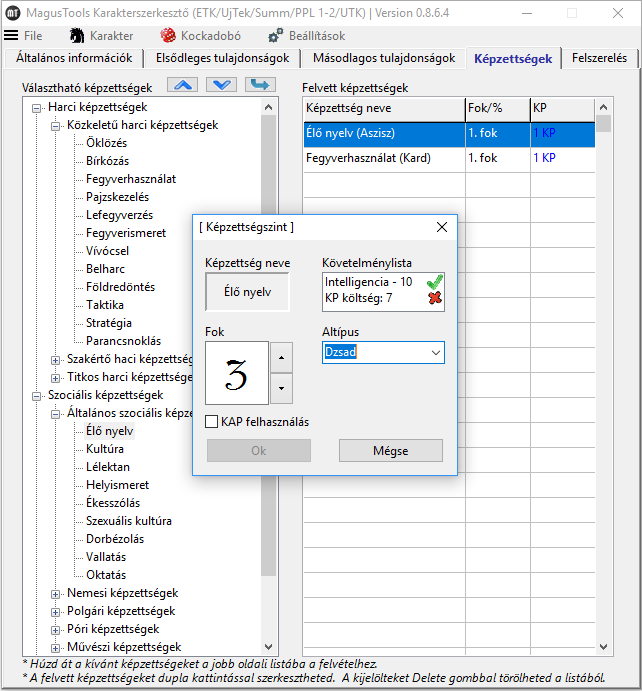 MT MagusTools Karakterszerkesztő (ETK/UjTek/Summ/PPL 1-2/UTK) | Version 0.8.6.4
File Karakter Kockadobó Beállítások
Általános információk Elsődleges tulajdonságok Másodlagos tulajdonságok Képzettségek Felszerelés
Választható képzettségek
Harci képzettségek
Közkeletű harci képzettségek
Öklözés
Bírkózás
Fegyverhasználat
Pajzskezelés
Lefegyverzés
Fegyverismeret
Vívócsel
Belharc
Földredöntés
Taktika
Stratégia
Parancsnoklás
Szakértő haci képzettség
Titkos harci képzettsége
Szociális képzettségek
Általános szociális képze
Élő nyelv
Kultúra
Lélektan
Helyismeret
Ékesszólás
Szexuális kultúra
Dorbézolás
Vallatás
Oktatás
Nemesi képzettségek
Polgári képzettségek
Póri képzettségek
Művészi képzettségek
Felvett képzettségek
Képzettség neve Fok/% KP
Élő nyelv (Aszisz) 1. fok 1 KP
Fegyverhasználat (Kard) 1. fok 1 KP
[ Képzettségszint ]
Képzettség neve
Élő nyelv
Követelménylista
Intelligencia - 10
KP költség: 7
Fok
3
Altípus
Dzsad
KAP felhasználás
Ok Mégse
* Húzd át a kívánt képzettségeket a jobb oldali listába a felvételhez.
* A felvett képzettségeket dupla kattintással szerkesztheted. A kijelölteket Delete gombbal törölheted a listából.